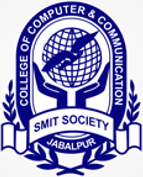 COLLEGE OF COMPUTER & COMMUNICATION
SMIT SOCIETY
JABALPUR